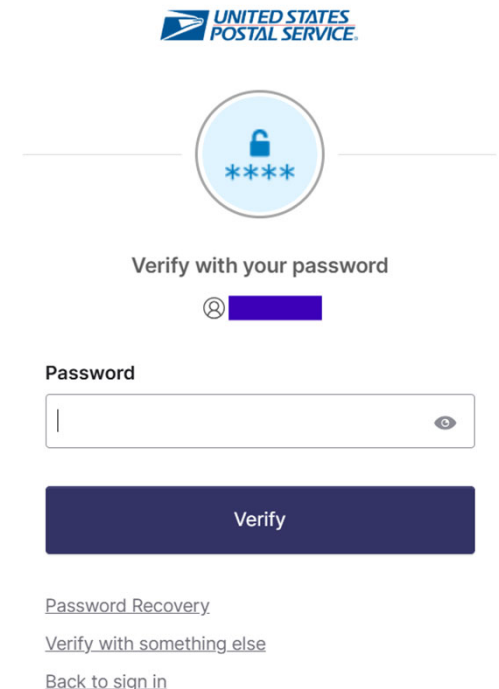 UNITED STATES
POSTAL SERVICE®
****
Verify with your password
Password
Verify
Password Recovery
Verify with something else
Back to sign in